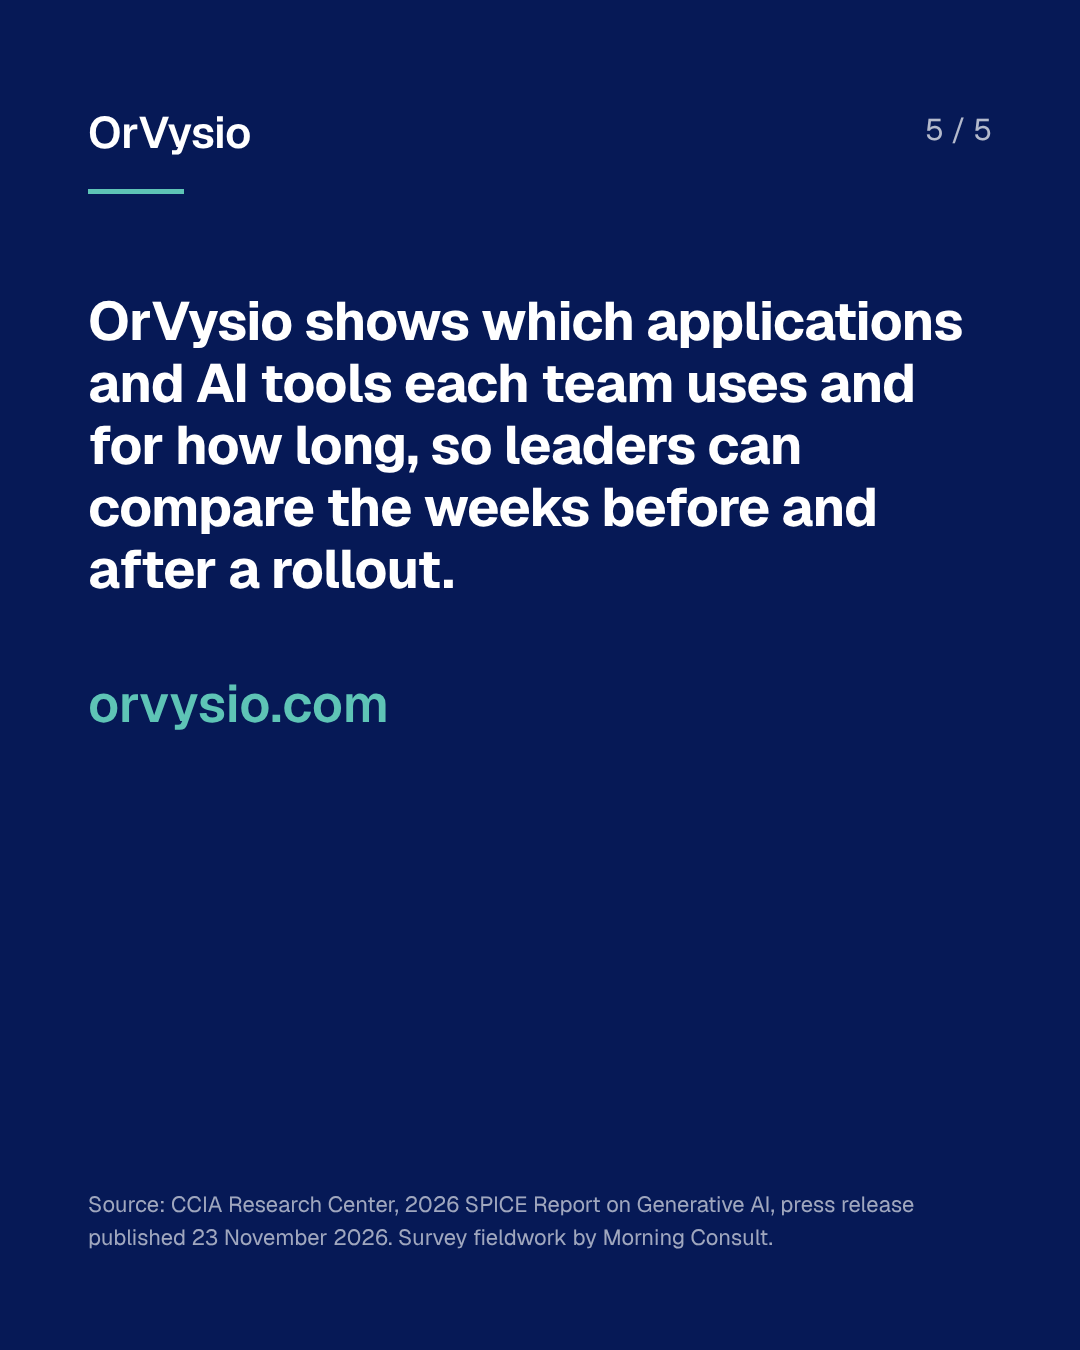 OrVysio
5 / 5
OrVysio shows which applications
and AI tools each team uses and
for how long, so leaders can
compare the weeks before and
after a rollout.
orvysio.com
Source: CCIA Research Center, 2026 SPICE Report on Generative AI, press release
published 23 November 2026. Survey fieldwork by Morning Consult.